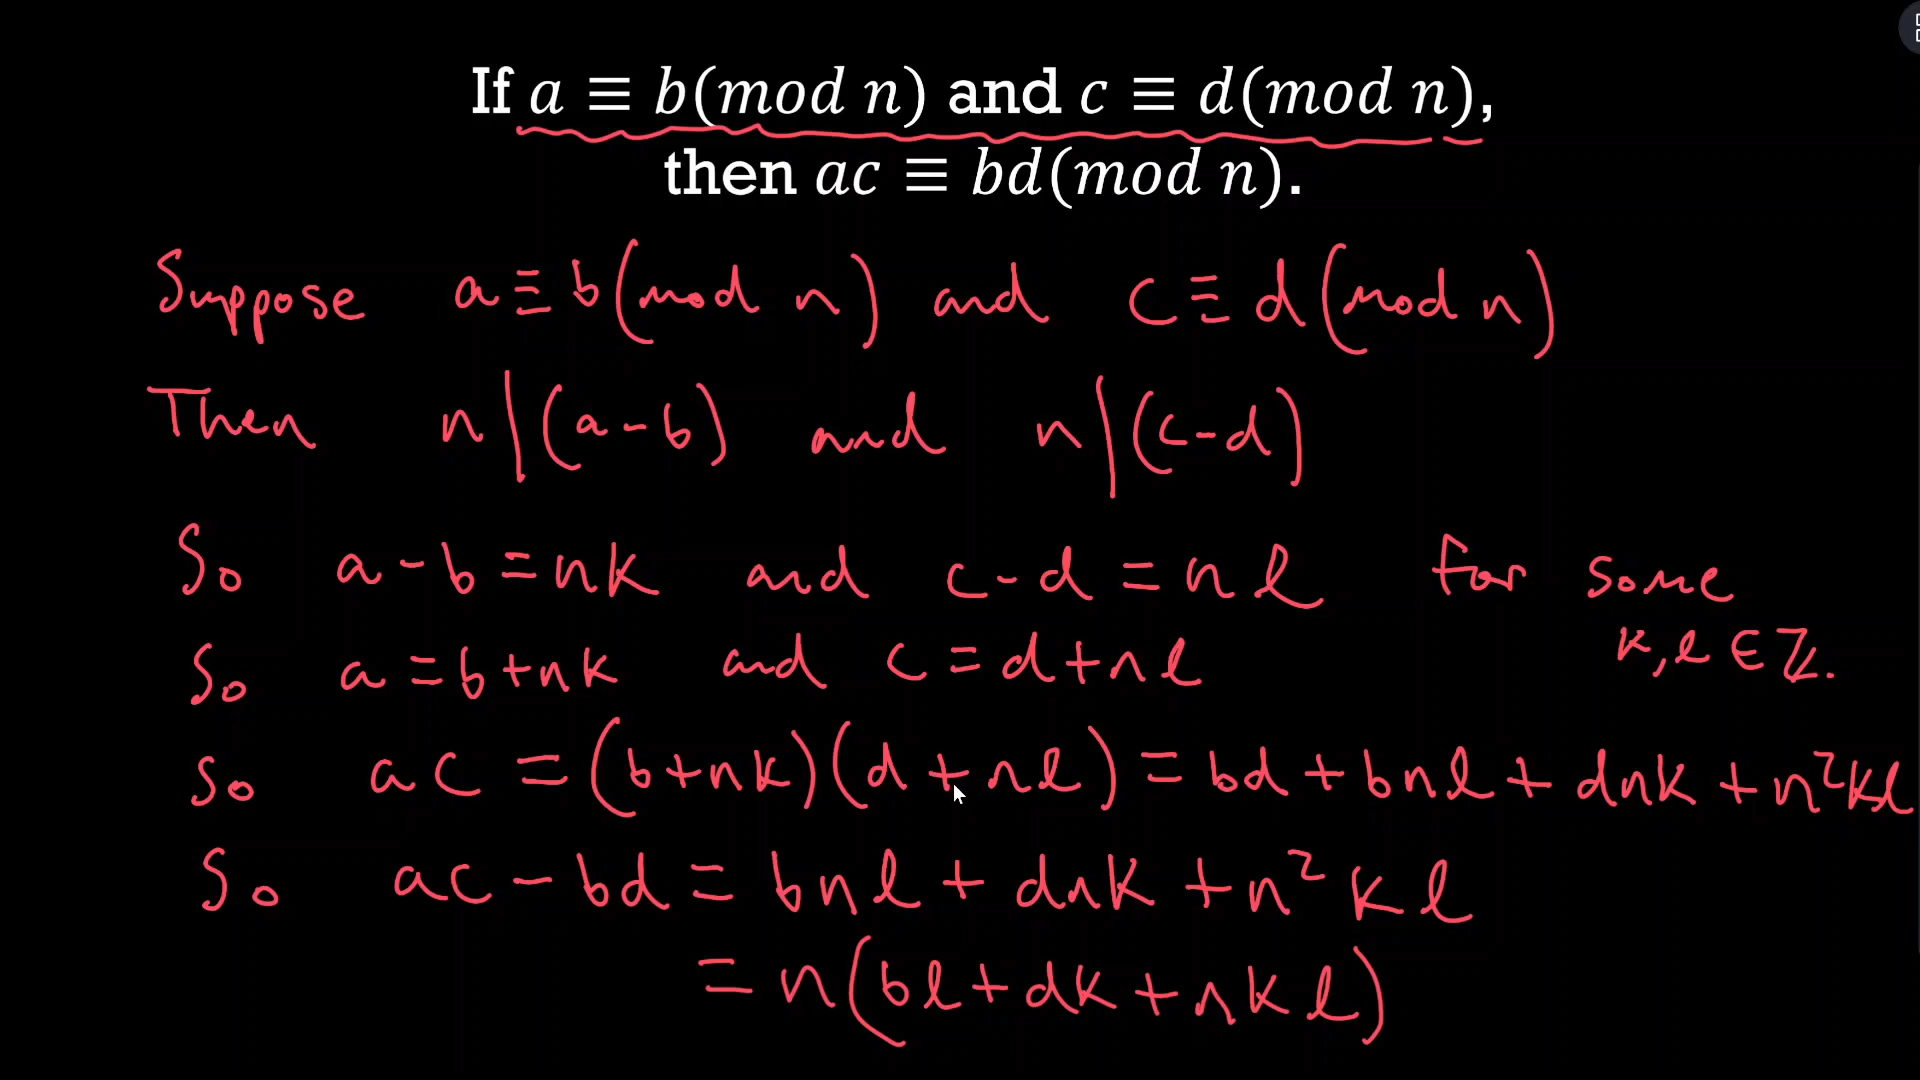 If a ≡ b(mod n) and c ≡ d(mod n),
then ac ≡ bd(mod n).
Suppose a ≡ b (mod n) and c ≡ d (mod n)
Then n | (a - b) and n | (c - d)
So a - b = nk and c - d = nl for some
k, l ∈ ℤ.
So a = b + nk and c = d + nl
So ac = (b + nk)(d + nl) = bd + bnl + dnk + n²kl
So ac - bd = bnl + dnk + n²kl
= n(bl + dk + nkl)